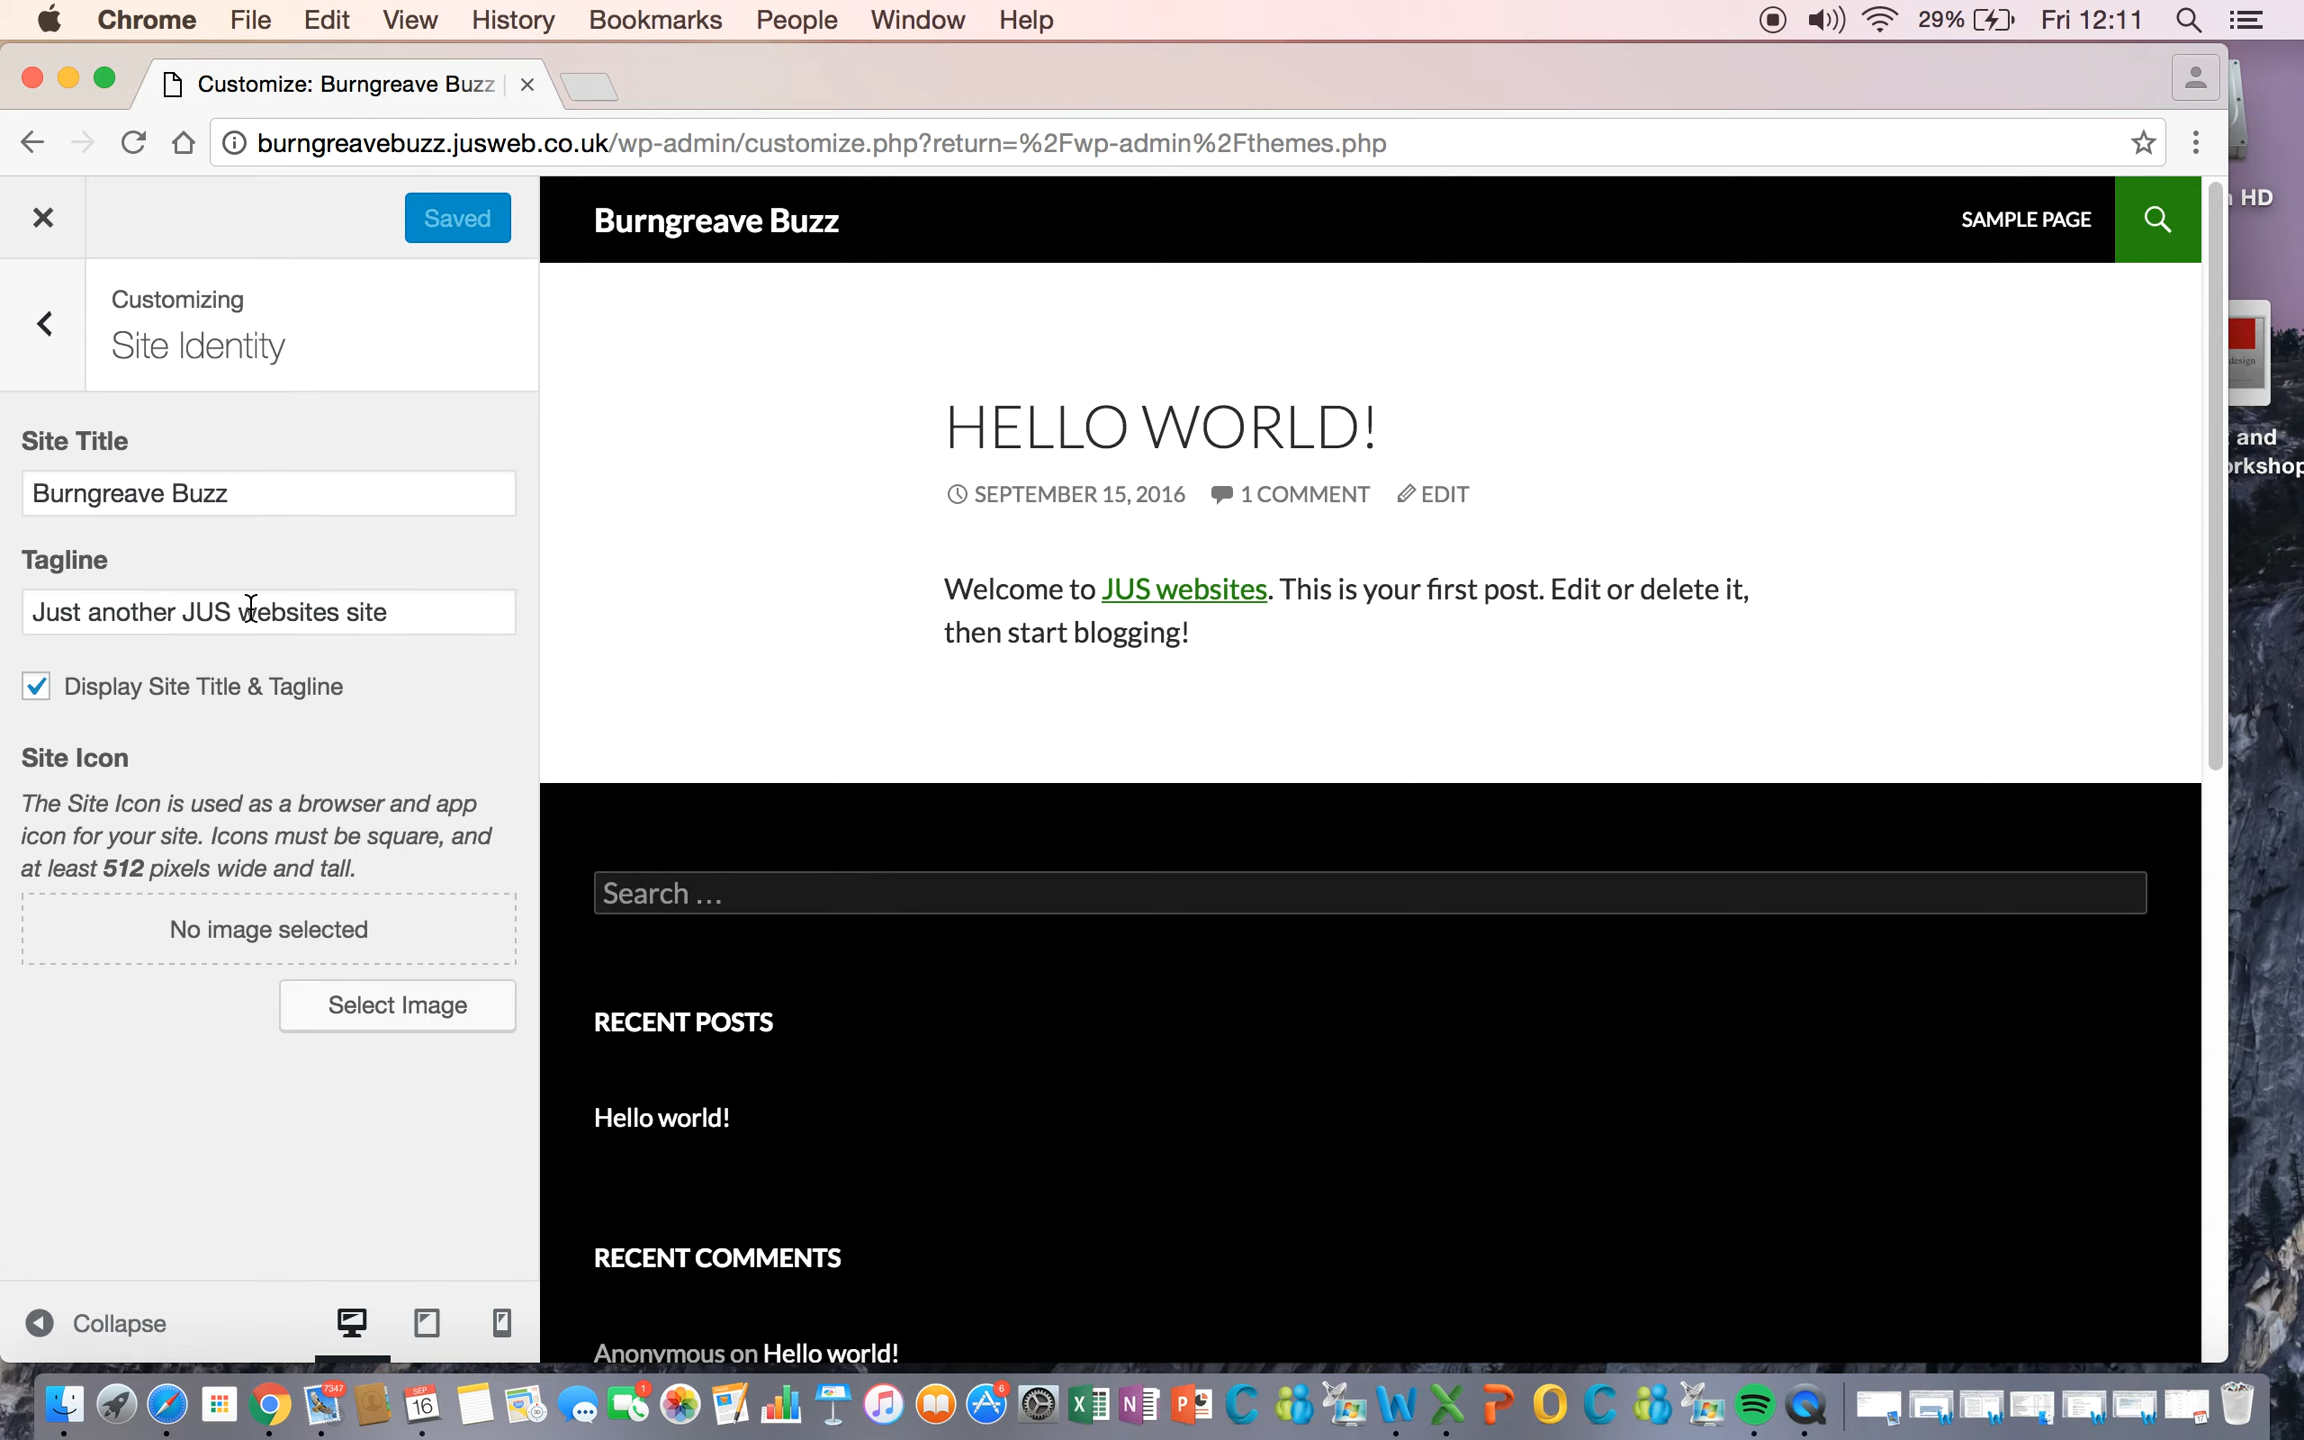 Chrome File Edit View History Bookmarks People Window Help 29% Fri 12:11
Customize: Burngreave Buzz
burngreavebuzz.jusweb.co.uk/wp-admin/customize.php?return=%2Fwp-admin%2Fthemes.php
HD
and
rkshop
design
Saved
Customizing
Site Identity
Site Title
Burngreave Buzz
Tagline
Just another JUS websites site
Display Site Title & Tagline
Site Icon
The Site Icon is used as a browser and app
icon for your site. Icons must be square, and
at least 512 pixels wide and tall.
No image selected
Select Image
Collapse
Burngreave Buzz
SAMPLE PAGE
HELLO WORLD!
SEPTEMBER 15, 2016 1 COMMENT EDIT
Welcome to JUS websites. This is your first post. Edit or delete it,
then start blogging!
Search …
RECENT POSTS
Hello world!
RECENT COMMENTS
Anonymous on Hello world!
7347
SEP
16
1
6